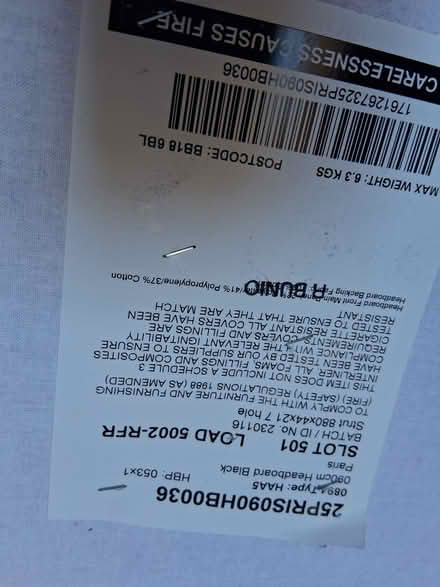 25PRIS090HB0036
0894 Type: HAA5 HBP: 053x1
090cm Headboard Black
Paris
SLOT 501 LOAD 5002-RFR
BATCH / ID No. 230116
Strut 880x44x21 7 hole
TO COMPLY WITH THE FURNITURE AND FURNISHING
(FIRE) (SAFETY) REGULATIONS 1988 (AS AMENDED)
THIS ITEM DOES NOT INCLUDE A SCHEDULE 3
INTERLINER. ALL FOAMS, FILLINGS AND COMPOSITES
HAVE BEEN TESTED BY OUR SUPPLIERS TO ENSURE
COMPLIANCE WITH THE RELEVANT IGNITABILITY
REQUIREMENTS. COVERS AND FILLINGS ARE
CIGARETTE RESISTANT. ALL COVERS HAVE BEEN
TESTED TO ENSURE THAT THEY ARE MATCH
RESISTANT
Headboard Main Front 41% Polypropylene/37% Cotton
Headboard Backing
BUNIO
MAX WEIGHT: 6.3 KGS POSTCODE: BB18 6BL
1761267325PRIS090HB0036
CARELESSNESS CAUSES FIRE